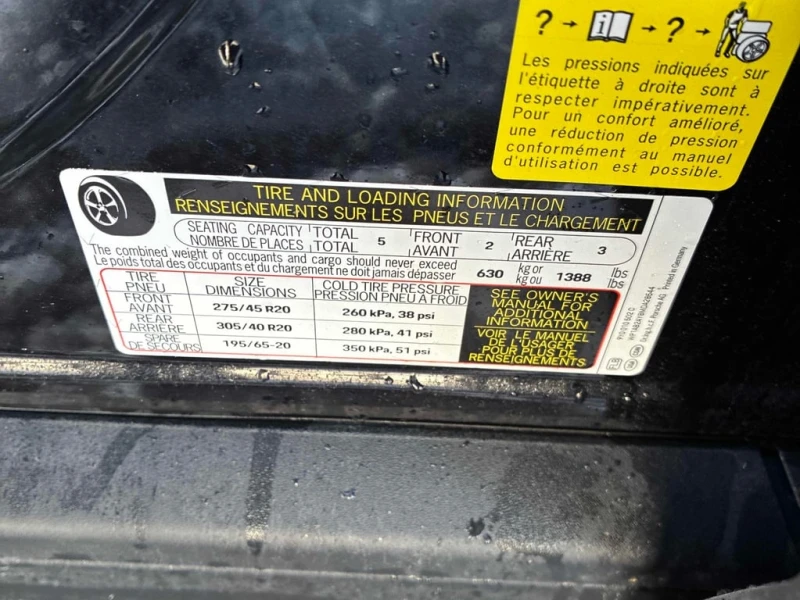 ? → i → ? →
Les pressions indiquées sur
l'étiquette à droite sont à
respecter impérativement.
Pour un confort amélioré,
une réduction de pression
conformément au manuel
d'utilisation est possible.
TIRE AND LOADING INFORMATION
RENSEIGNEMENTS SUR LES PNEUS ET LE CHARGEMENT
SEATING CAPACITY TOTAL 5 FRONT 2 REAR 3
NOMBRE DE PLACES TOTAL AVANT ARRIÈRE
The combined weight of occupants and cargo should never exceed 630 kg or 1388 lbs
Le poids total des occupants et du chargement ne doit jamais dépasser kg ou lbs
TIRE SIZE COLD TIRE PRESSURE
PNEU DIMENSIONS PRESSION PNEU A FROID
FRONT AVANT 275/45 R20 260 kPa, 38 psi
REAR ARRIÈRE 305/40 R20 280 kPa, 41 psi
SPARE DE SECOURS 195/65-20 350 kPa, 51 psi
SEE OWNER'S
MANUAL FOR
ADDITIONAL
INFORMATION
VOIR LE MANUEL
DE L'USAGER
POUR PLUS DE
RENSEIGNEMENTS
Printed in Germany